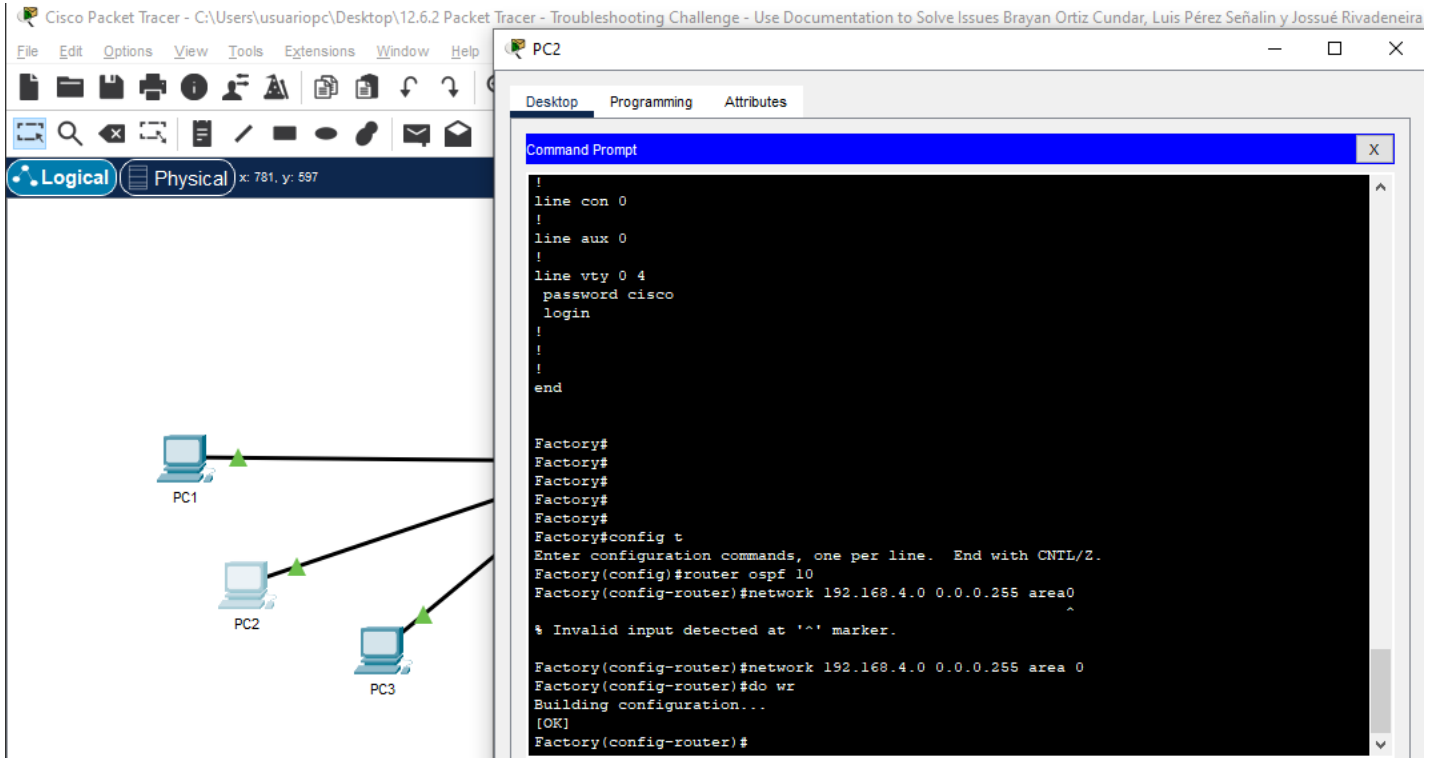 Cisco Packet Tracer - C:\Users\usuariopc\Desktop\12.6.2 Packet Tracer - Troubleshooting Challenge - Use Documentation to Solve Issues Brayan Ortiz Cundar, Luis Pérez Señalin y Jossué Rivadeneira
File Edit Options View Tools Extensions Window Help
Logical Physical x: 781, y: 597
PC1
PC2
PC3
PC2
Desktop Programming Attributes
Command Prompt X
!
line con 0
!
line aux 0
!
line vty 0 4
password cisco
login
!
!
!
end
Factory#
Factory#
Factory#
Factory#
Factory#
Factory#config t
Enter configuration commands, one per line. End with CNTL/Z.
Factory(config)#router ospf 10
Factory(config-router)#network 192.168.4.0 0.0.0.255 area0
^
% Invalid input detected at '^' marker.
Factory(config-router)#network 192.168.4.0 0.0.0.255 area 0
Factory(config-router)#do wr
Building configuration...
[OK]
Factory(config-router)#